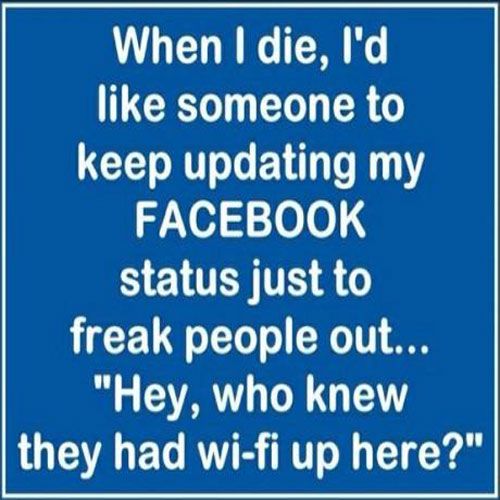 When I die, I'd
like someone to
keep updating my
FACEBOOK
status just to
freak people out...
"Hey, who knew
they had wi-fi up here?"